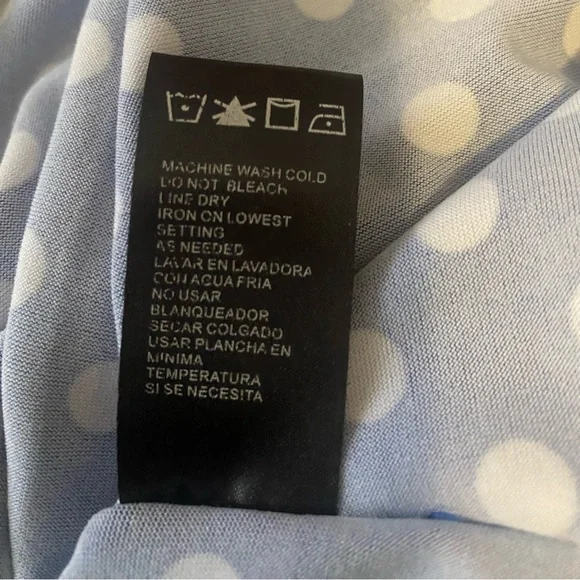 MACHINE WASH COLD
DO NOT BLEACH
LINE DRY
IRON ON LOWEST
SETTING
AS NEEDED
LAVAR EN LAVADORA
CON AGUA FRIA
NO USAR
BLANQUEADOR
SECAR COLGADO
USAR PLANCHA EN
MINIMA
TEMPERATURA
SI SE NECESITA